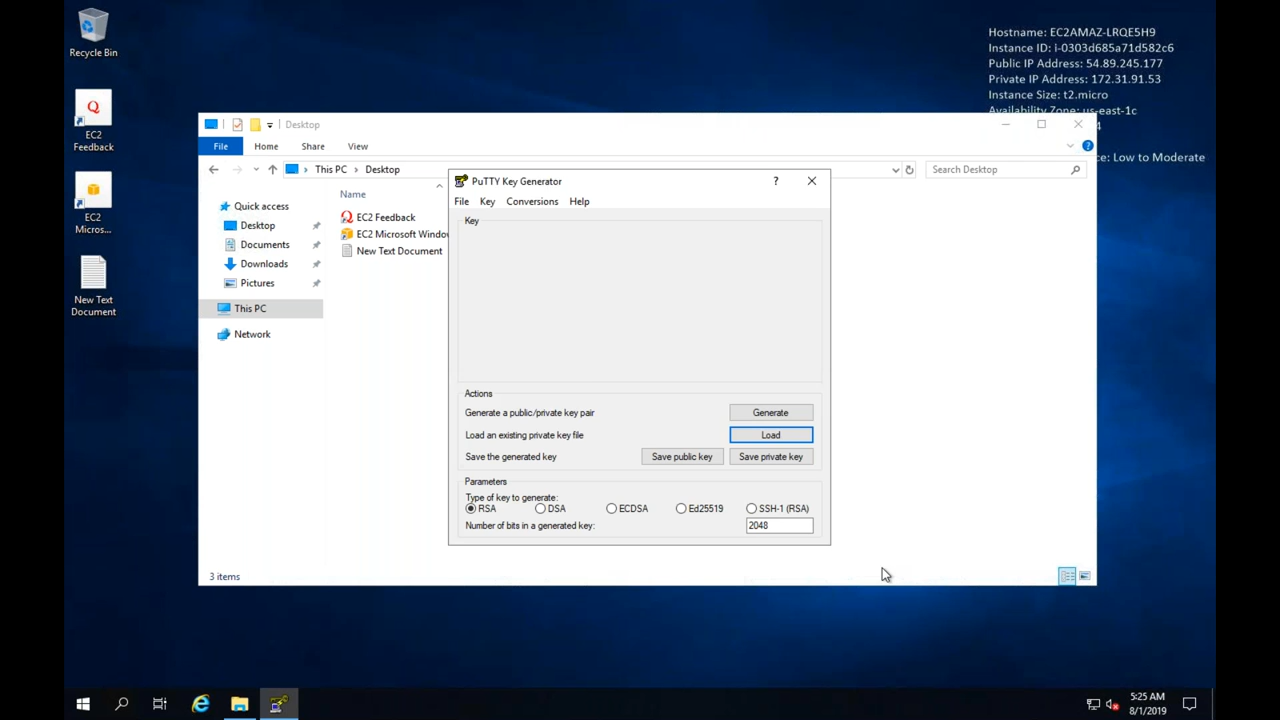 Recycle Bin
EC2
Feedback
EC2
Micros...
New Text
Document
Hostname: EC2AMAZ-LRQE5H9
Instance ID: i-0303d685a71d582c6
Public IP Address: 54.89.245.177
Private IP Address: 172.31.91.53
Instance Size: t2.micro
Availability Zone: us-east-1c
4
ce: Low to Moderate
Desktop
File Home Share View
This PC Desktop
Search Desktop
Quick access
Desktop
Documents
Downloads
Pictures
This PC
Network
Name
EC2 Feedback
EC2 Microsoft Windov
New Text Document
3 items
PuTTY Key Generator
?
File Key Conversions Help
Key
Actions
Generate a public/private key pair Generate
Load an existing private key file Load
Save the generated key Save public key Save private key
Parameters
Type of key to generate:
RSA DSA ECDSA Ed25519 SSH-1 (RSA)
Number of bits in a generated key: 2048
5:25 AM
8/1/2019